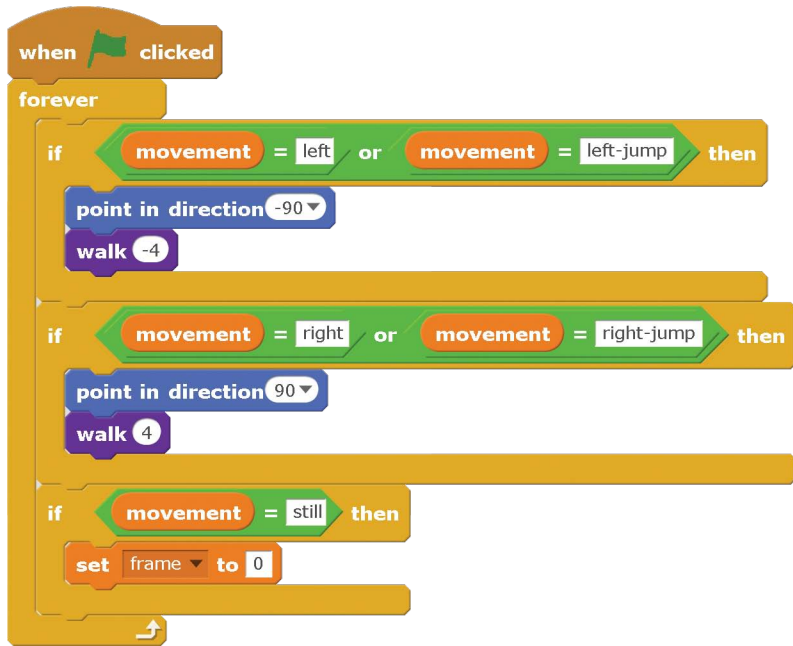 when clicked
forever
if movement = left or movement = left-jump then
point in direction -90
walk -4
if movement = right or movement = right-jump then
point in direction 90
walk 4
if movement = still then
set frame to 0